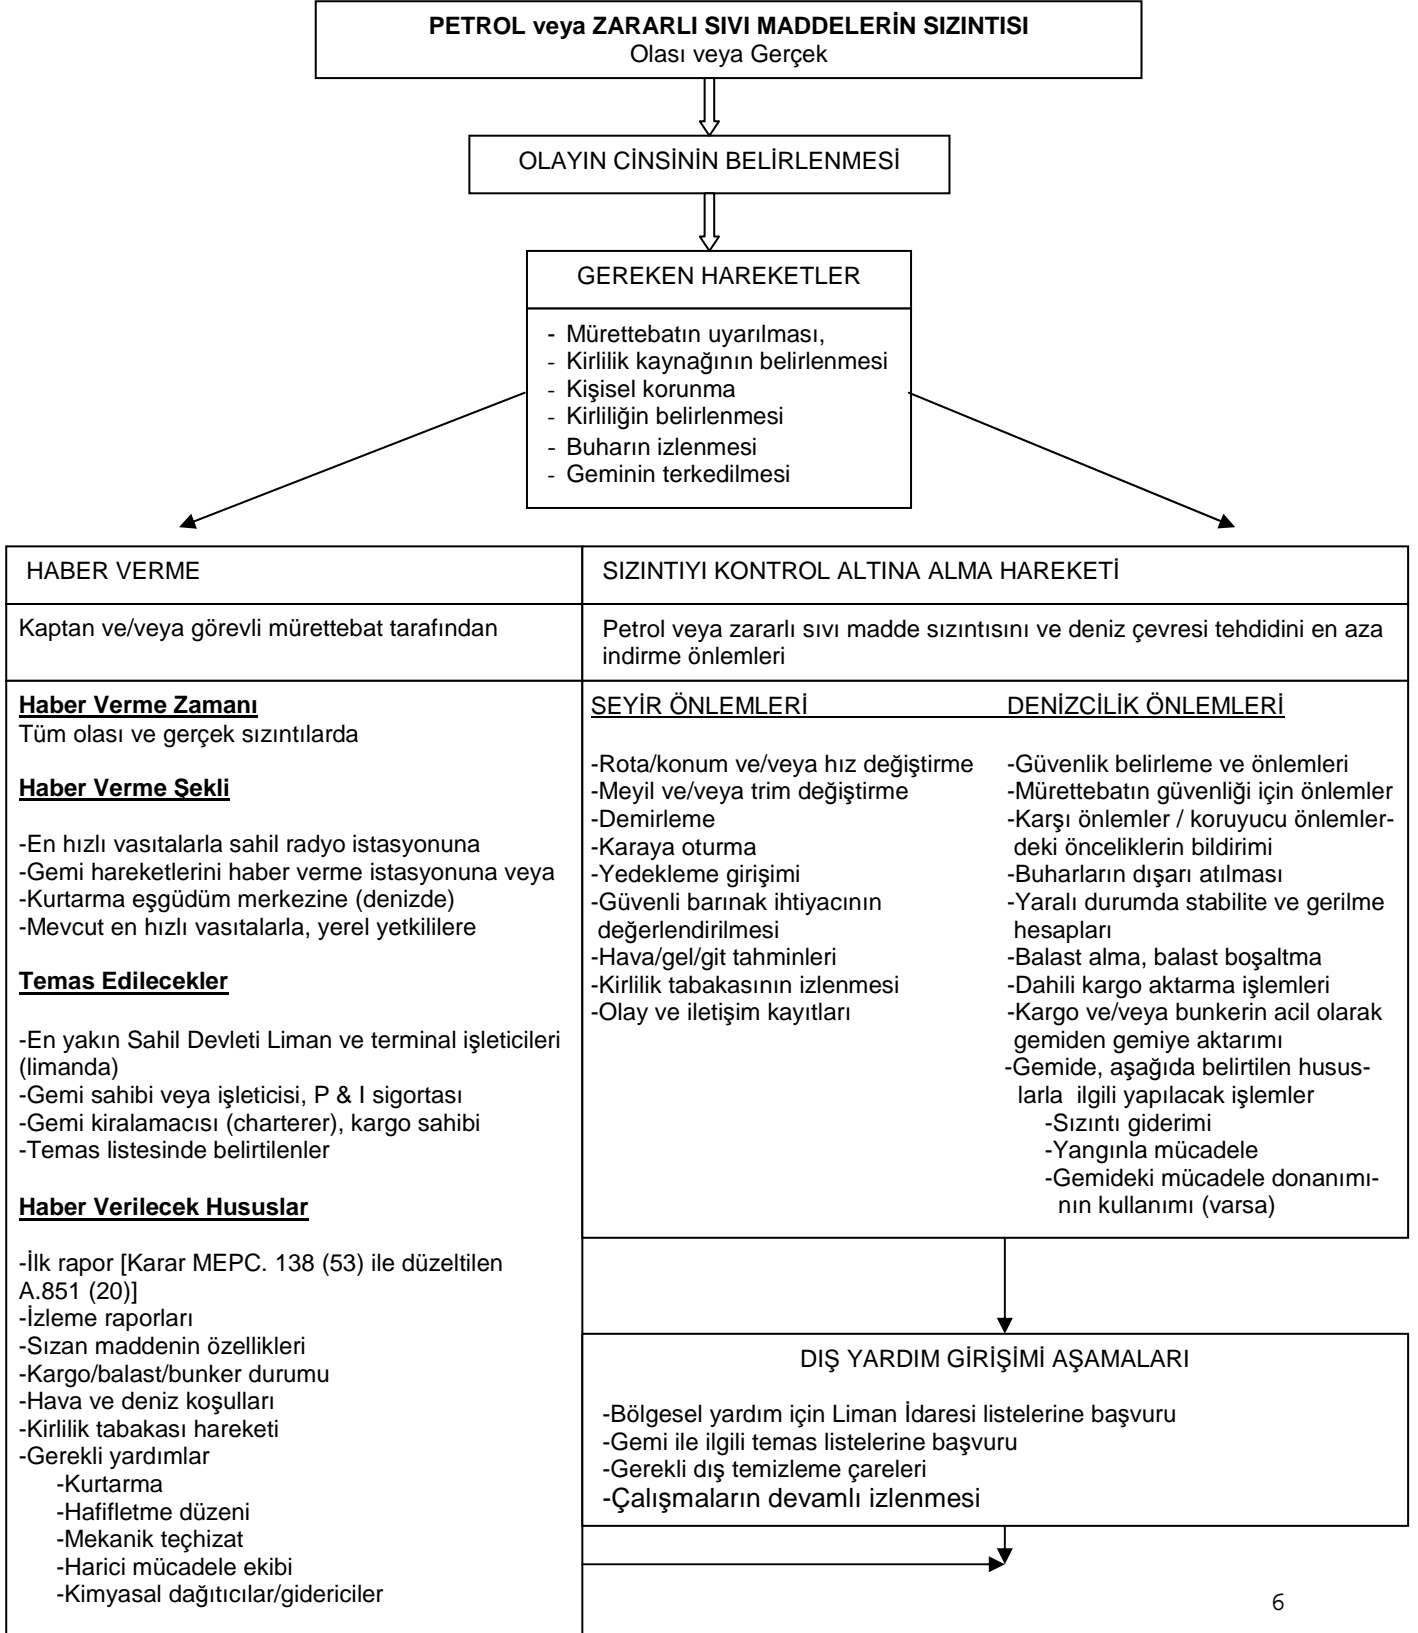 PETROL veya ZARARLI SIVI MADDELERİN SIZINTISI
Olası veya Gerçek
OLAYIN CİNSİNİN BELİRLENMESİ
GEREKEN HAREKETLER
- Mürettebatın uyarılması,
- Kirlilik kaynağının belirlenmesi
- Kişisel korunma
- Kirliliğin belirlenmesi
- Buharın izlenmesi
- Geminin terkedilmesi
HABER VERME
Kaptan ve/veya görevli mürettebat tarafından
Haber Verme Zamanı
Tüm olası ve gerçek sızıntılarda
Haber Verme Şekli
-En hızlı vasıtalarla sahil radyo istasyonuna
-Gemi hareketlerini haber verme istasyonuna veya
-Kurtarma eşgüdüm merkezine (denizde)
-Mevcut en hızlı vasıtalarla, yerel yetkililere
Temas Edilecekler
-En yakın Sahil Devleti Liman ve terminal işleticileri
(limanda)
-Gemi sahibi veya işleticisi, P & I sigortası
-Gemi kiralamacısı (charterer), kargo sahibi
-Temas listesinde belirtilenler
Haber Verilecek Hususlar
-İlk rapor [Karar MEPC. 138 (53) ile düzeltilen
A.851 (20)]
-İzleme raporları
-Sızan maddenin özellikleri
-Kargo/balast/bunker durumu
-Hava ve deniz koşulları
-Kirlilik tabakası hareketi
-Gerekli yardımlar
-Kurtarma
-Hafifletme düzeni
-Mekanik teçhizat
-Harici mücadele ekibi
-Kimyasal dağıtıcılar/gidericiler
SIZINTIYI KONTROL ALTINA ALMA HAREKETİ
Petrol veya zararlı sıvı madde sızıntısını ve deniz çevresi tehdidini en aza
indirme önlemleri
SEYİR ÖNLEMLERİ
-Rota/konum ve/veya hız değiştirme
-Meyil ve/veya trim değiştirme
-Demirleme
-Karaya oturma
-Yedekleme girişimi
-Güvenli barınak ihtiyacının
değerlendirilmesi
-Hava/gel/git tahminleri
-Kirlilik tabakasının izlenmesi
-Olay ve iletişim kayıtları
DENİZCİLİK ÖNLEMLERİ
-Güvenlik belirleme ve önlemleri
-Mürettebatın güvenliği için önlemler
-Karşı önlemler / koruyucu önlemler-
deki önceliklerin bildirimi
-Buharların dışarı atılması
-Yaralı durumda stabilite ve gerilme
hesapları
-Balast alma, balast boşaltma
-Dahili kargo aktarma işlemleri
-Kargo ve/veya bunkerin acil olarak
gemiden gemiye aktarımı
-Gemide, aşağıda belirtilen husus-
larla ilgili yapılacak işlemler
-Sızıntı giderimi
-Yangınla mücadele
-Gemideki mücadele donanımı-
nın kullanımı (varsa)
DIŞ YARDIM GİRİŞİMİ AŞAMALARI
-Bölgesel yardım için Liman İdaresi listelerine başvuru
-Gemi ile ilgili temas listelerine başvuru
-Gerekli dış temizleme çareleri
-Çalışmaların devamlı izlenmesi
6